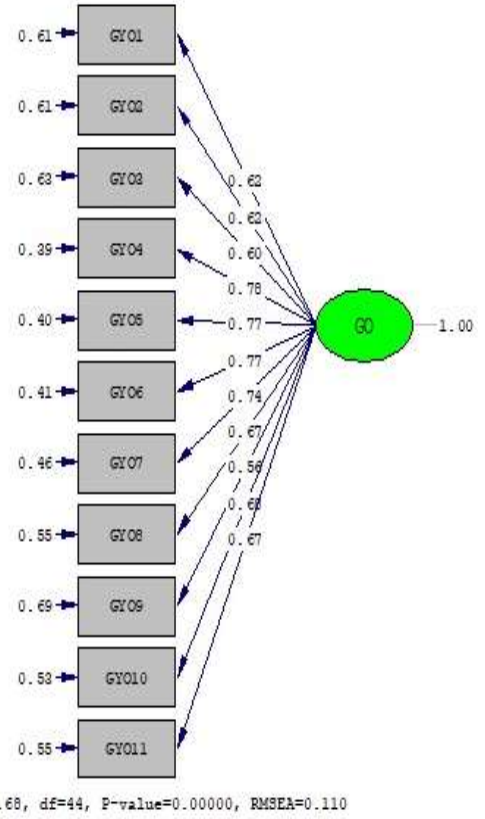 0.61 GYO1
0.61 GYO2
0.63 GYO3
0.39 GYO4
0.40 GYO5
0.41 GYO6
0.46 GYO7
0.55 GYO8
0.69 GYO9
0.53 GYO10
0.55 GYO11
0.62
0.62
0.60
0.78
0.77
0.77
0.74
0.67
0.56
0.68
0.67
GO
1.00
.68, df=44, P-value=0.00000, RMSEA=0.110